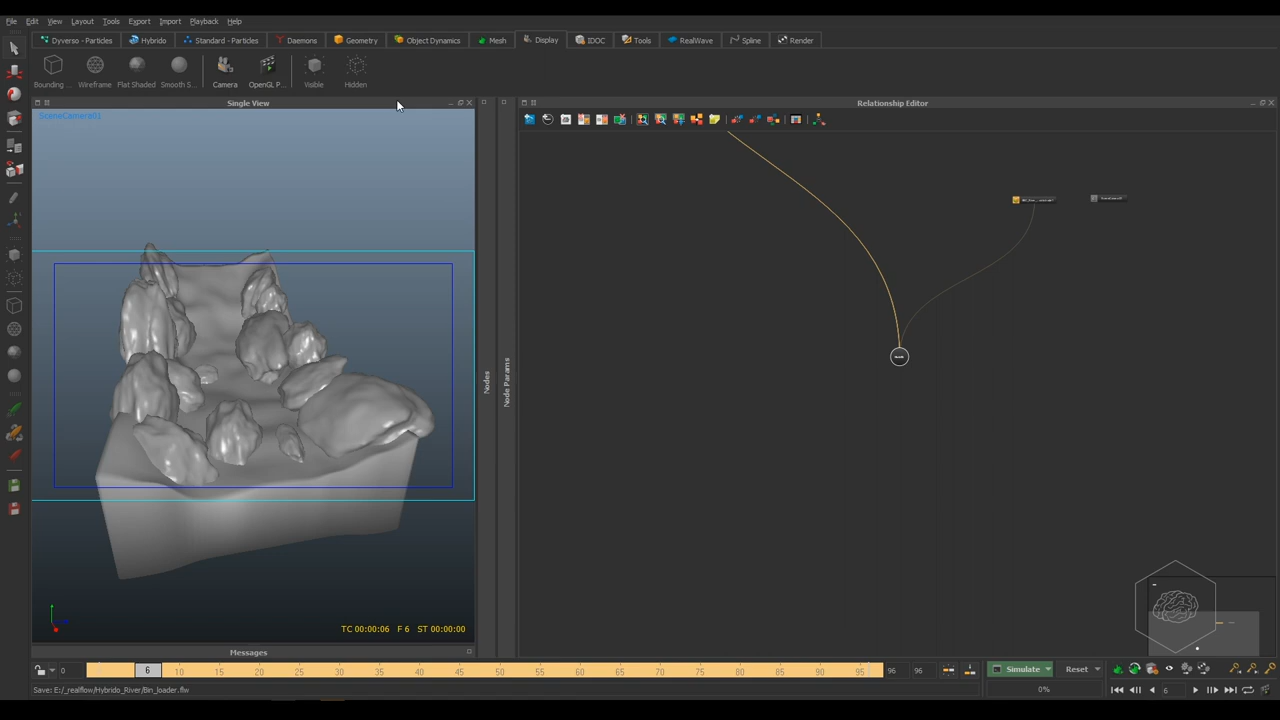 File Edit View Layout Tools Export Import Playback Help
Dyverso - Particles Hybrido Standard - Particles Daemons Geometry Object Dynamics Mesh Display IDOC Tools RealWave Spline Render
Bounding ... Wireframe Flat Shaded Smooth S... Camera OpenGL P... Visible Hidden
Single View
Relationship Editor
SceneCamera01
Nodes
Node Params
TC 00:00:06 F 6 ST 00:00:00
Messages
0 6 10 15 20 25 30 35 40 45 50 55 60 65 70 75 80 85 90 95 96 96
Simulate Reset
0% 6
Save: E:/_realflow/Hybrido_River/Bin_loader.flw